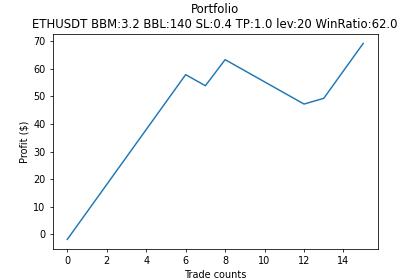 Portfolio
ETHUSDT BBM:3.2 BBL:140 SL:0.4 TP:1.0 lev:20 WinRatio:62.0
70
60
50
40
30
20
10
0
Profit ($)
0 2 4 6 8 10 12 14
Trade counts